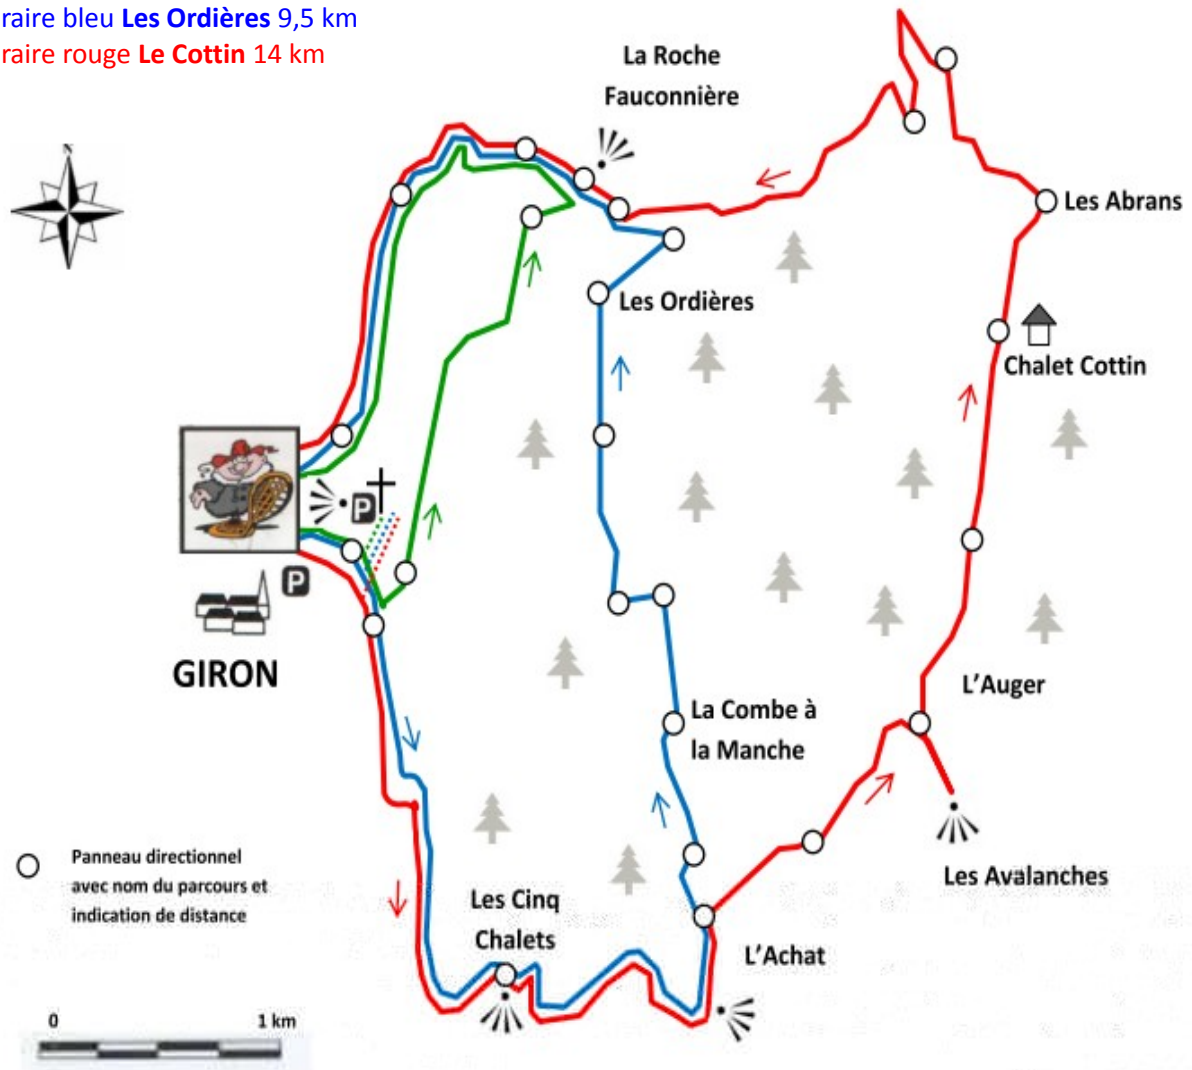 raire bleu Les Ordières 9,5 km
raire rouge Le Cottin 14 km
La Roche
Fauconnière
N
Les Abrans
Les Ordières
Chalet Cottin
P
P
GIRON
L'Auger
La Combe à
la Manche
Panneau directionnel
avec nom du parcours et
indication de distance
Les Avalanches
Les Cinq
Chalets
L'Achat
0 1 km